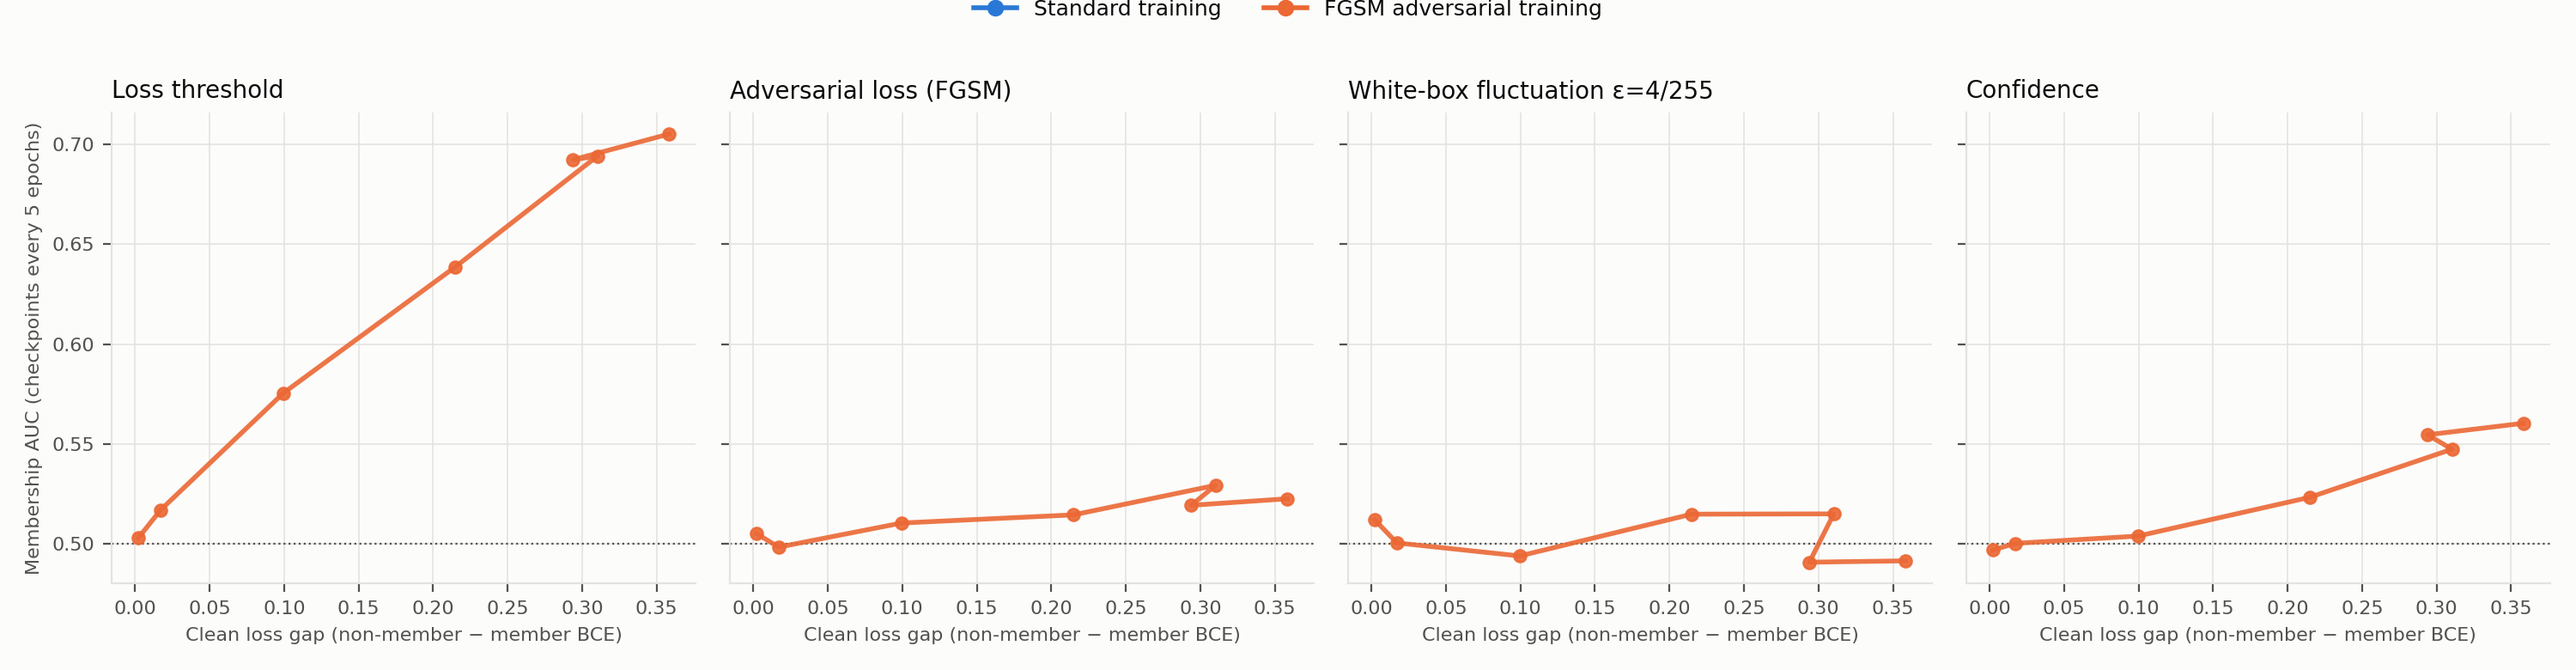 Standard training FGSM adversarial training
Loss threshold
Adversarial loss (FGSM)
White-box fluctuation ε=4/255
Confidence
Membership AUC (checkpoints every 5 epochs)
0.70
0.65
0.60
0.55
0.50
0.00 0.05 0.10 0.15 0.20 0.25 0.30 0.35
0.00 0.05 0.10 0.15 0.20 0.25 0.30 0.35
0.00 0.05 0.10 0.15 0.20 0.25 0.30 0.35
0.00 0.05 0.10 0.15 0.20 0.25 0.30 0.35
Clean loss gap (non-member − member BCE)
Clean loss gap (non-member − member BCE)
Clean loss gap (non-member − member BCE)
Clean loss gap (non-member − member BCE)